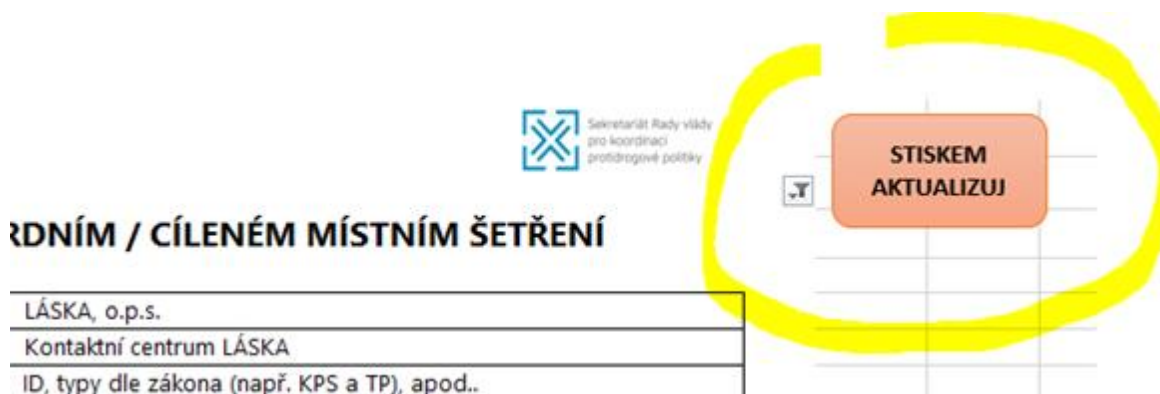 Sekretariát Rady vlády
pro koordinaci
protidrogové politiky
STISKEM
AKTUALIZUJ
RDNÍM / CÍLENÉM MÍSTNÍM ŠETŘENÍ
LÁSKA, o.p.s.
Kontaktní centrum LÁSKA
ID, typy dle zákona (např. KPS a TP), apod..